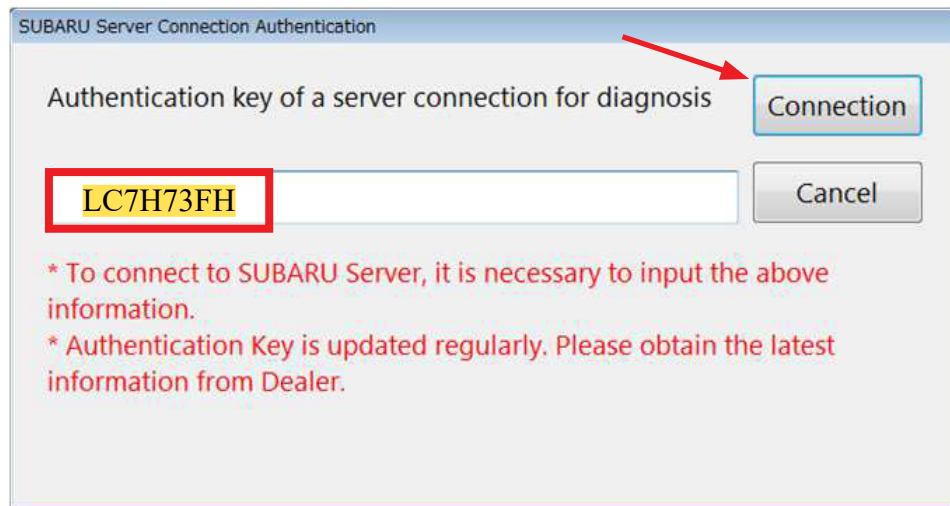 SUBARU Server Connection Authentication
Authentication key of a server connection for diagnosis
Connection
LC7H73FH
Cancel
* To connect to SUBARU Server, it is necessary to input the above
information.
* Authentication Key is updated regularly. Please obtain the latest
information from Dealer.